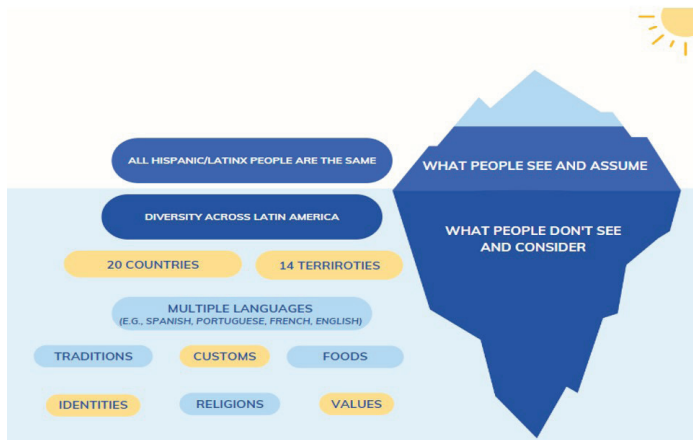 ALL HISPANIC/LATINX PEOPLE ARE THE SAME
WHAT PEOPLE SEE AND ASSUME
DIVERSITY ACROSS LATIN AMERICA
WHAT PEOPLE DON'T SEE
AND CONSIDER
20 COUNTRIES
14 TERRIROTIES
MULTIPLE LANGUAGES
(E.G., SPANISH, PORTUGUESE, FRENCH, ENGLISH)
TRADITIONS
CUSTOMS
FOODS
IDENTITIES
RELIGIONS
VALUES